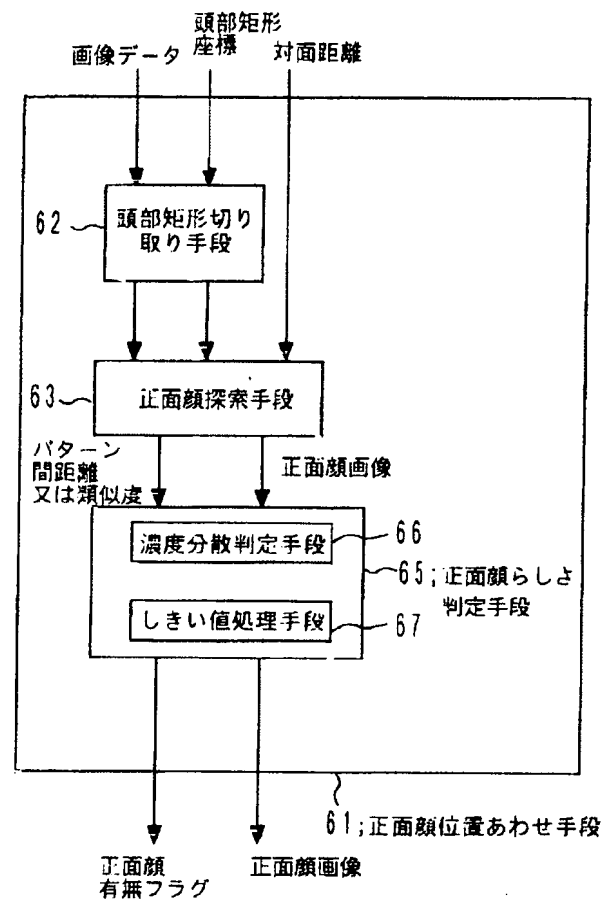 頭部矩形
座標
画像データ
対面距離
62
頭部矩形切り
取り手段
63
正面顔探索手段
パターン
間距離
又は類似度
正面顔画像
濃度分散判定手段
66
65;正面顔らしさ
判定手段
しきい値処理手段
67
61;正面顔位置あわせ手段
正面顔
有無フラグ
正面顔画像